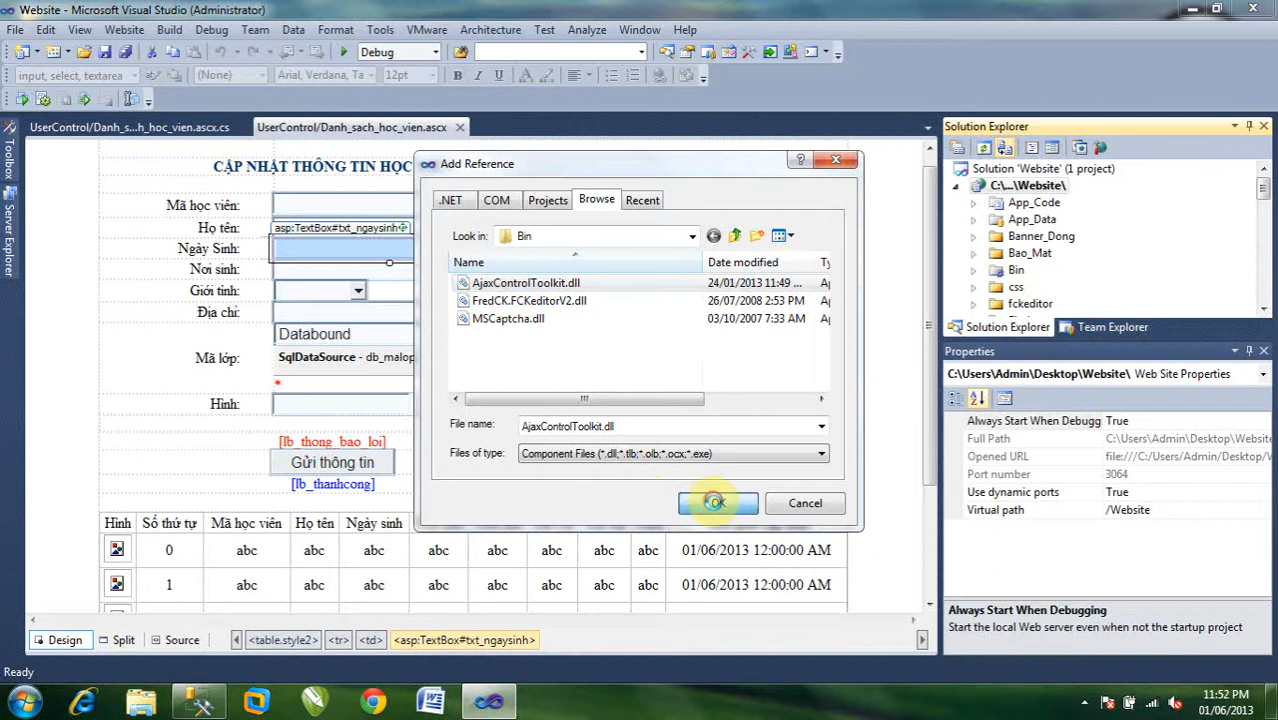 Website - Microsoft Visual Studio (Administrator)
File Edit View Website Build Debug Team Data Format Tools VMware Architecture Test Analyze Window Help
Debug
input, select, textarea (None) Arial, Verdana, Ta 12pt B I U A
UserControl/Danh_s...h_hoc_vien.ascx.cs UserControl/Danh_sach_hoc_vien.ascx
Toolbox
Server Explorer
CẬP NHẬT THÔNG TIN HỌC
Mã học viên:
Họ tên:
asp:TextBox#txt_ngaysinh
Ngày Sinh:
Nơi sinh:
Giới tính:
Địa chỉ:
Databound
Mã lớp:
SqlDataSource - db_malop
*
Hình:
[lb_thong_bao_loi]
Gửi thông tin
[lb_thanhcong]
Hình Số thứ tự Mã học viên Họ tên Ngày sinh
0 abc abc abc abc abc abc 01/06/2013 12:00:00 AM
1 abc abc abc abc abc abc 01/06/2013 12:00:00 AM
Design Split Source <table.style2> <tr> <td> <asp:TextBox#txt_ngaysinh>
Add Reference
.NET COM Projects Browse Recent
Look in: Bin
Name Date modified Ty
AjaxControlToolkit.dll 24/01/2013 11:49 ... Ap
FredCK.FCKeditorV2.dll 26/07/2008 2:53 PM Ap
MSCaptcha.dll 03/10/2007 7:33 AM Ap
File name: AjaxControlToolkit.dll
Files of type: Component Files (*.dll;*.tlb;*.olb;*.ocx;*.exe)
OK Cancel
Solution Explorer
Solution 'Website' (1 project)
C:\...\Website\
App_Code
App_Data
Banner_Dong
Bao_Mat
Bin
css
fckeditor
Solution Explorer Team Explorer
Properties
C:\Users\Admin\Desktop\Website\ Web Site Properties
Always Start When Debugg True
Full Path C:\Users\Admin\Desktop\Website
Opened URL file:///C:/Users/Admin/Desktop/
Port number 3064
Use dynamic ports True
Virtual path /Website
Always Start When Debugging
Start the local Web server even when not the startup project
Ready
11:52 PM
01/06/2013